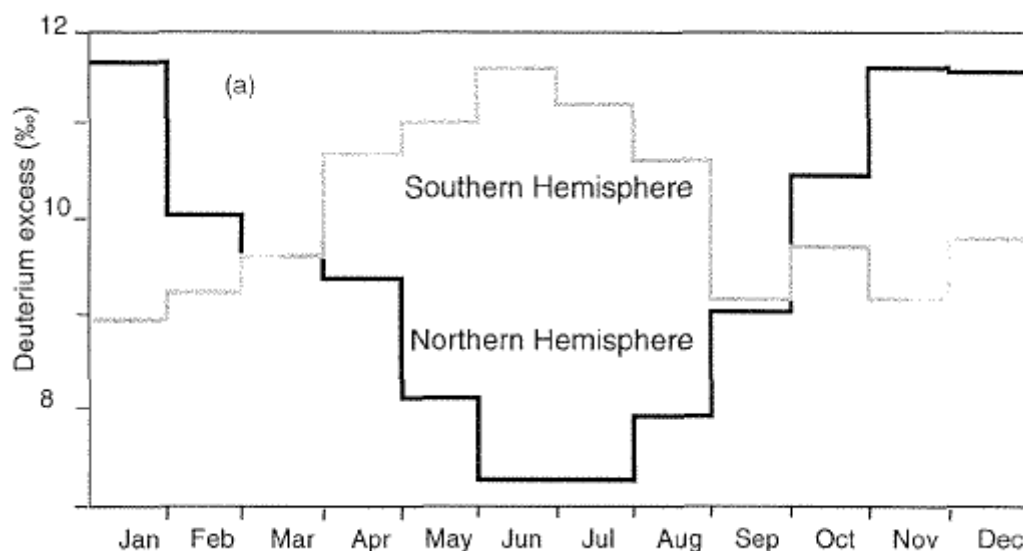 12
(a)
10
8
Deuterium excess (‰)
Southern Hemisphere
Northern Hemisphere
Jan Feb Mar Apr May Jun Jul Aug Sep Oct Nov Dec